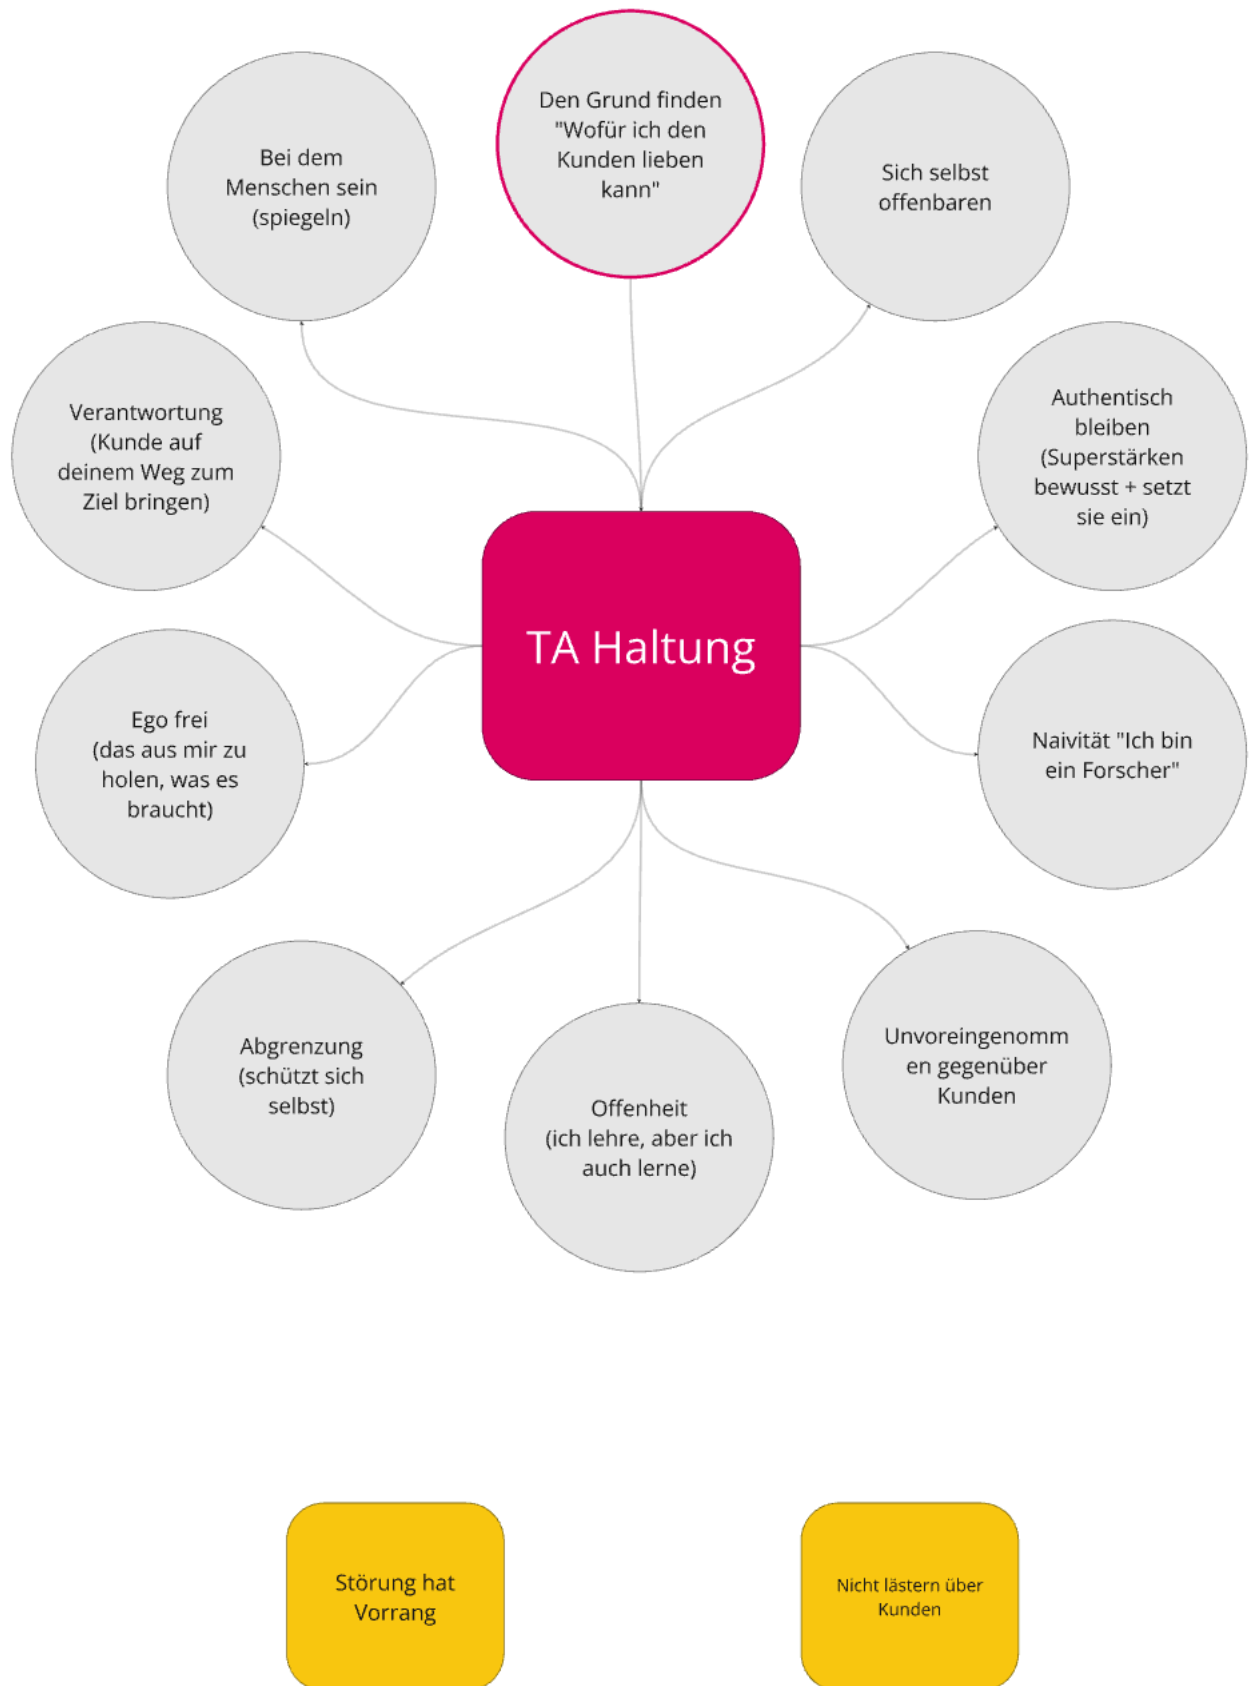 Den Grund finden
"Wofür ich den
Kunden lieben
kann"
Bei dem
Menschen sein
(spiegeln)
Sich selbst
offenbaren
Verantwortung
(Kunde auf
deinem Weg zum
Ziel bringen)
Authentisch
bleiben
(Superstärken
bewusst + setzt
sie ein)
TA Haltung
Ego frei
(das aus mir zu
holen, was es
braucht)
Naivität "Ich bin
ein Forscher"
Abgrenzung
(schützt sich
selbst)
Offenheit
(ich lehre, aber ich
auch lerne)
Unvoreingenomm
en gegenüber
Kunden
Störung hat
Vorrang
Nicht lästern über
Kunden